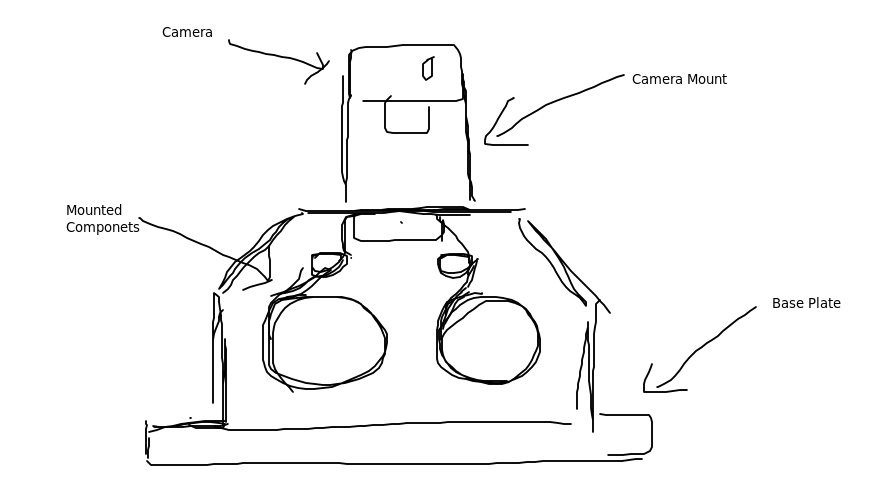 Camera
Camera Mount
Mounted
Componets
Base Plate